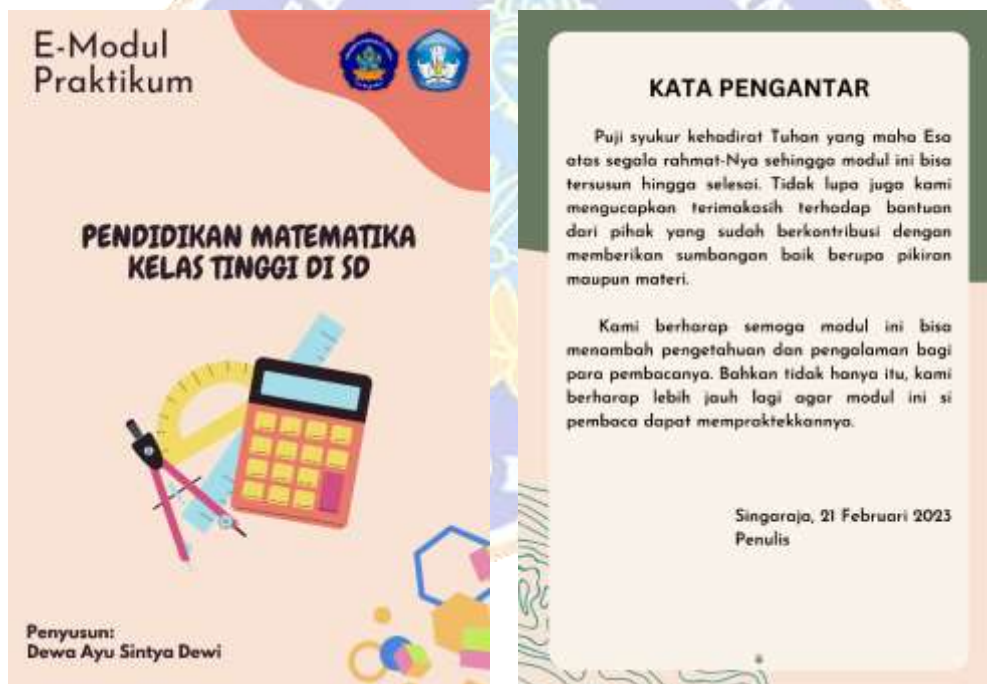 E-Modul
Praktikum
PENDIDIKAN MATEMATIKA
KELAS TINGGI DI SD
Penyusun:
Dewa Ayu Sintya Dewi
KATA PENGANTAR
Puji syukur kehadirat Tuhan yang maha Esa
atas segala rahmat-Nya sehingga modul ini bisa
tersusun hingga selesai. Tidak lupa juga kami
mengucapkan terimakasih terhadap bantuan
dari pihak yang sudah berkontribusi dengan
memberikan sumbangan baik berupa pikiran
maupun materi.
Kami berharap semoga modul ini bisa
menambah pengetahuan dan pengalaman bagi
para pembacanya. Bahkan tidak hanya itu, kami
berharap lebih jauh lagi agar modul ini si
pembaca dapat mempraktekkannya.
Singaraja, 21 Februari 2023
Penulis